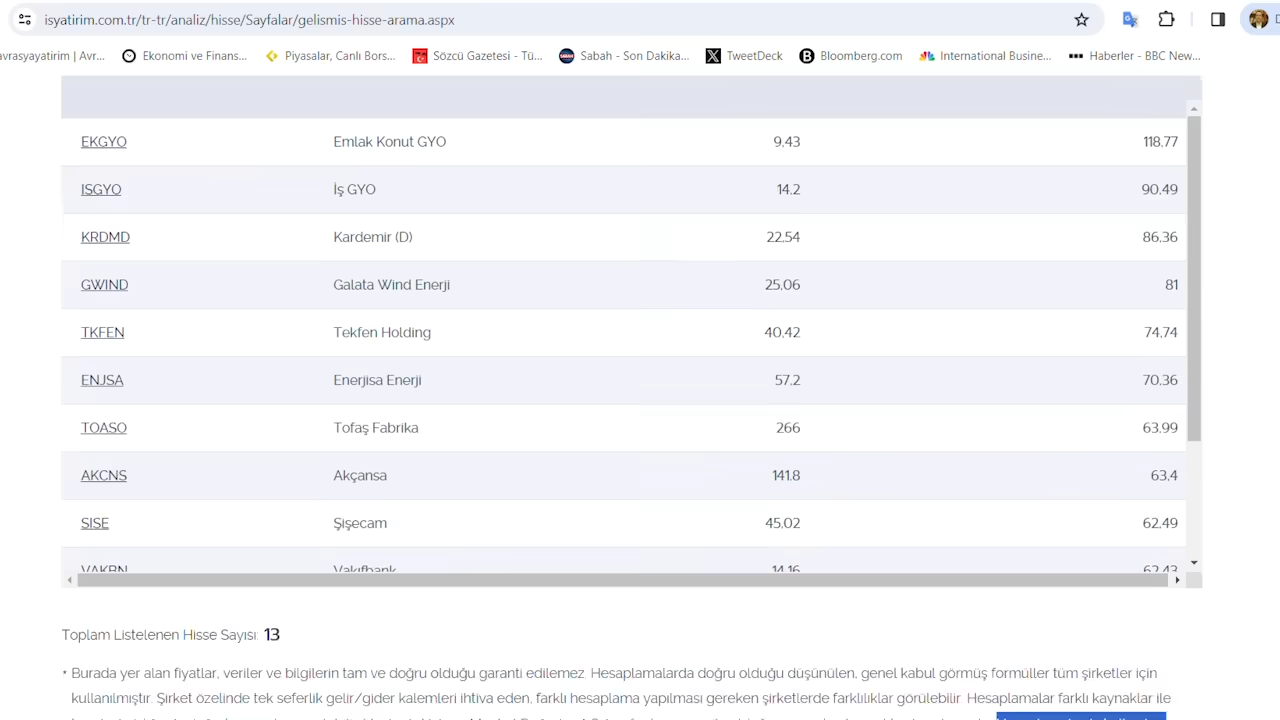 isyatirim.com.tr/tr-tr/analiz/hisse/Sayfalar/gelismis-hisse-arama.aspx
avrasyayatirim | Avr... Ekonomi ve Finans... Piyasalar, Canlı Bors... Sözcü Gazetesi - Tü... Sabah - Son Dakika... TweetDeck Bloomberg.com International Busine... Haberler - BBC New...
EKGYO Emlak Konut GYO 9.43 118.77
ISGYO İş GYO 14.2 90.49
KRDMD Kardemir (D) 22.54 86.36
GWIND Galata Wind Enerji 25.06 81
TKFEN Tekfen Holding 40.42 74.74
ENJSA Enerjisa Enerji 57.2 70.36
TOASO Tofaş Fabrika 266 63.99
AKCNS Akçansa 141.8 63.4
SISE Şişecam 45.02 62.49
VAKBN Vakıfbank 14.16 62.43
Toplam Listelenen Hisse Sayısı: 13
* Burada yer alan fiyatlar, veriler ve bilgilerin tam ve doğru olduğu garanti edilemez. Hesaplamalarda doğru olduğu düşünülen, genel kabul görmüş formüller tüm şirketler için
kullanılmıştır. Şirket özelinde tek seferlik gelir/gider kalemleri ihtiva eden, farklı hesaplama yapılması gereken şirketlerde farklılıklar görülebilir. Hesaplamalar farklı kaynaklar ile